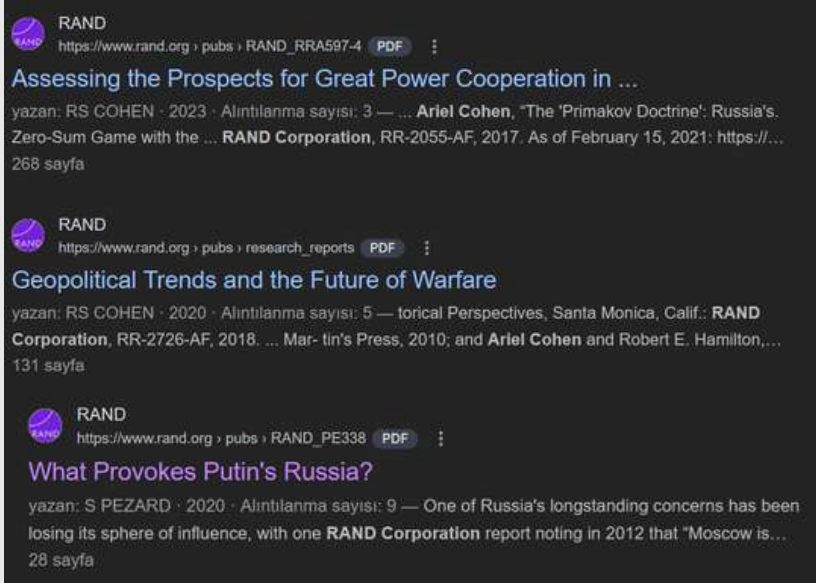 RAND
https://www.rand.org › pubs › RAND_RRA597-4 PDF
Assessing the Prospects for Great Power Cooperation in ...
yazan: RS COHEN · 2023 · Alıntılanma sayısı: 3 — ... Ariel Cohen, “The 'Primakov Doctrine': Russia's.
Zero-Sum Game with the ... RAND Corporation, RR-2055-AF, 2017. As of February 15, 2021: https://...
268 sayfa
RAND
https://www.rand.org › pubs › research_reports PDF
Geopolitical Trends and the Future of Warfare
yazan: RS COHEN · 2020 · Alıntılanma sayısı: 5 — torical Perspectives, Santa Monica, Calif.: RAND
Corporation, RR-2726-AF, 2018. ... Mar- tin's Press, 2010; and Ariel Cohen and Robert E. Hamilton,...
131 sayfa
RAND
https://www.rand.org › pubs › RAND_PE338 PDF
What Provokes Putin's Russia?
yazan: S PEZARD · 2020 · Alıntılanma sayısı: 9 — One of Russia's longstanding concerns has been
losing its sphere of influence, with one RAND Corporation report noting in 2012 that “Moscow is...
28 sayfa